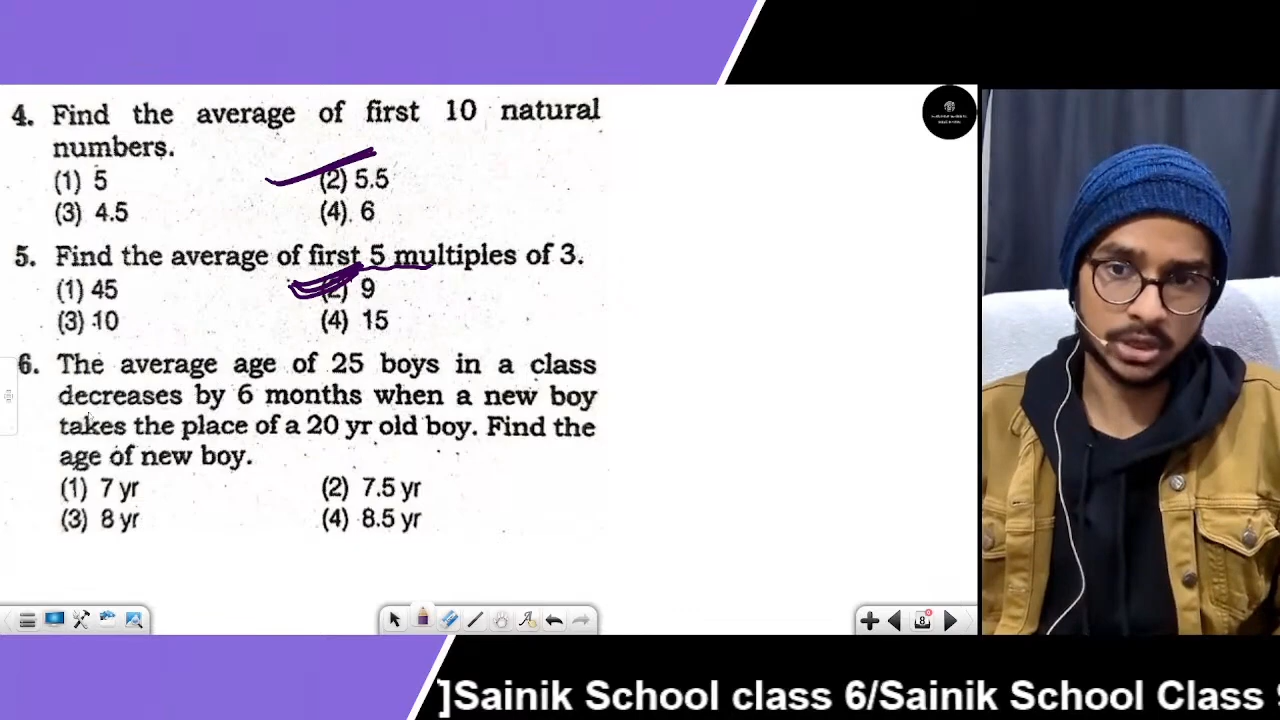 4. Find the average of first 10 natural
numbers.
(1) 5 (2) 5.5
(3) 4.5 (4) 6
5. Find the average of first 5 multiples of 3.
(1) 45 (2) 9
(3) 10 (4) 15
6. The average age of 25 boys in a class
decreases by 6 months when a new boy
takes the place of a 20 yr old boy. Find the
age of new boy.
(1) 7 yr (2) 7.5 yr
(3) 8 yr (4) 8.5 yr
8
]Sainik School class 6/Sainik School Class